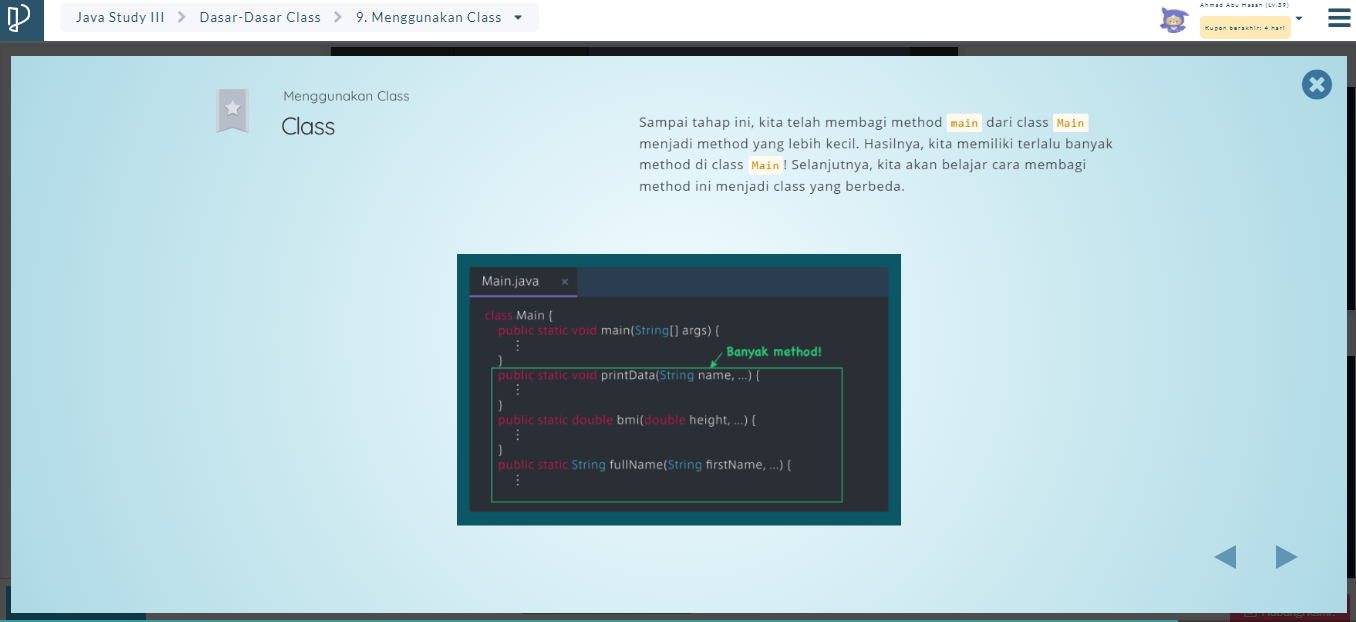 Java Study III
Dasar-Dasar Class
9. Menggunakan Class
Ahmad Abu Hasan (Lv.59)
Kupon berakhir: 4 hari
Menggunakan Class
Class
Sampai tahap ini, kita telah membagi method main dari class Main
menjadi method yang lebih kecil. Hasilnya, kita memiliki terlalu banyak
method di class Main! Selanjutnya, kita akan belajar cara membagi
method ini menjadi class yang berbeda.
Main.java ×
class Main {
public static void main(String[] args) {
⋮
}
Banyak method!
public static void printData(String name, ...) {
⋮
}
public static double bmi(double height, ...) {
⋮
}
public static String fullName(String firstName, ...) {
⋮